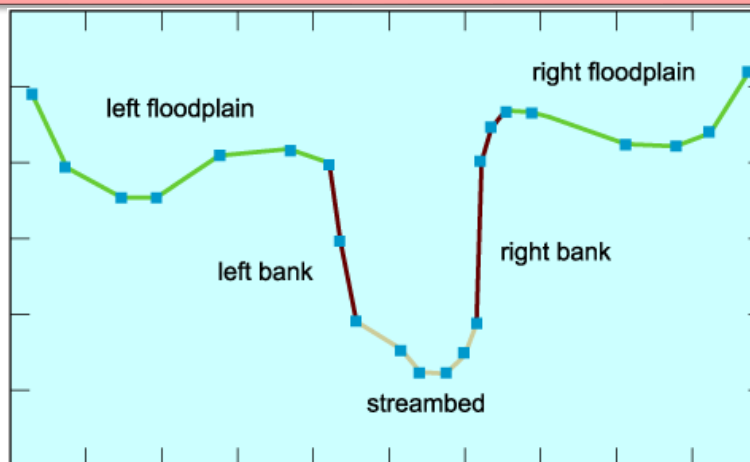 right floodplain
left floodplain
right bank
left bank
streambed